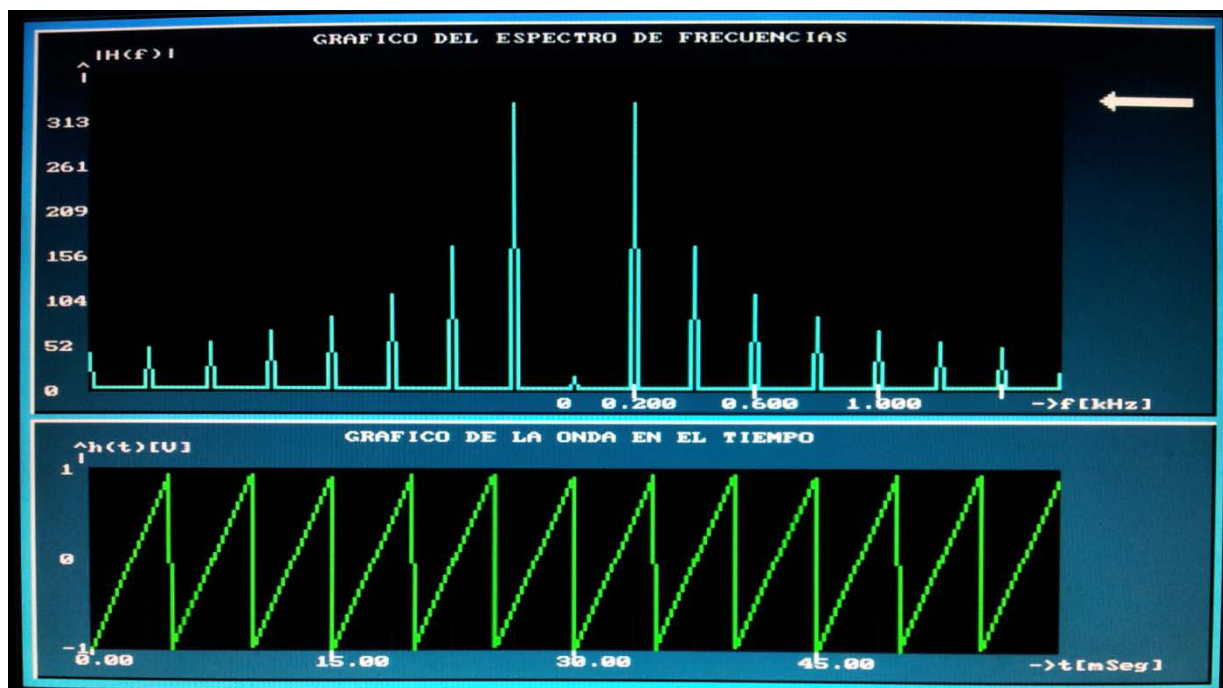 GRAFICO DEL ESPECTRO DE FRECUENCIAS
|H(f)|
313
261
209
156
104
52
0
0 0.200 0.600 1.000 ->f[kHz]
GRAFICO DE LA ONDA EN EL TIEMPO
^h(t)[V]
1
0
-1
0.00 15.00 30.00 45.00 ->t[mSeg]